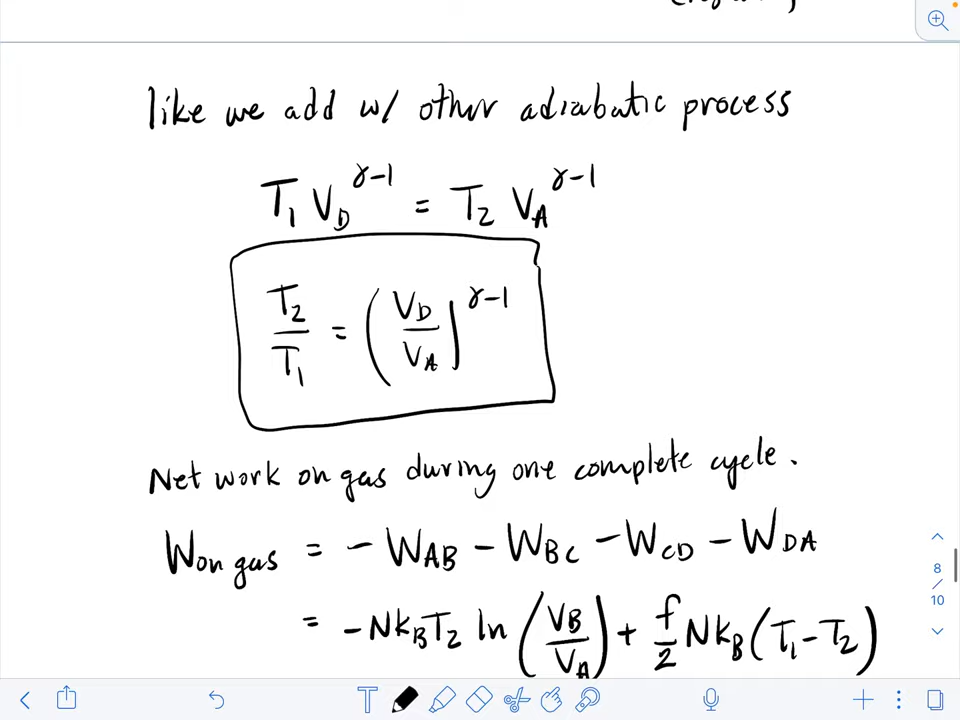 like we add w/ other adiabatic process
T₁ V_D^(γ-1) = T₂ V_A^(γ-1)
T₂/T₁ = (V_D/V_A)^(γ-1)
Net work on gas during one complete cycle.
W_on gas = - W_AB - W_BC - W_CD - W_DA
= - Nk_B T₂ ln (V_B/V_A) + f/2 Nk_B (T₁ - T₂)
8
/
10
T